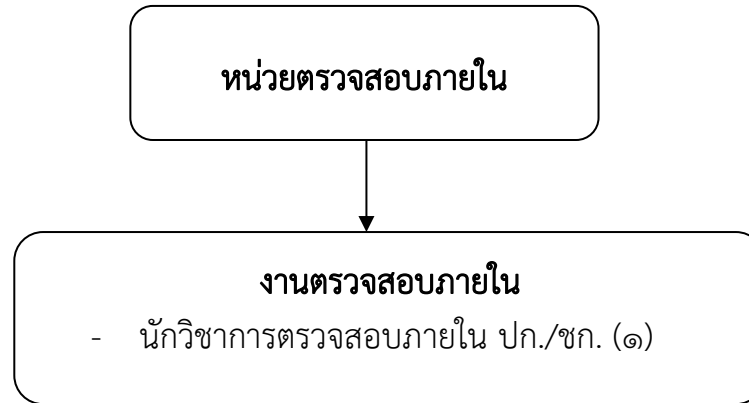 หน่วยตรวจสอบภายใน
งานตรวจสอบภายใน
- นักวิชาการตรวจสอบภายใน ปก./ชก. (๑)